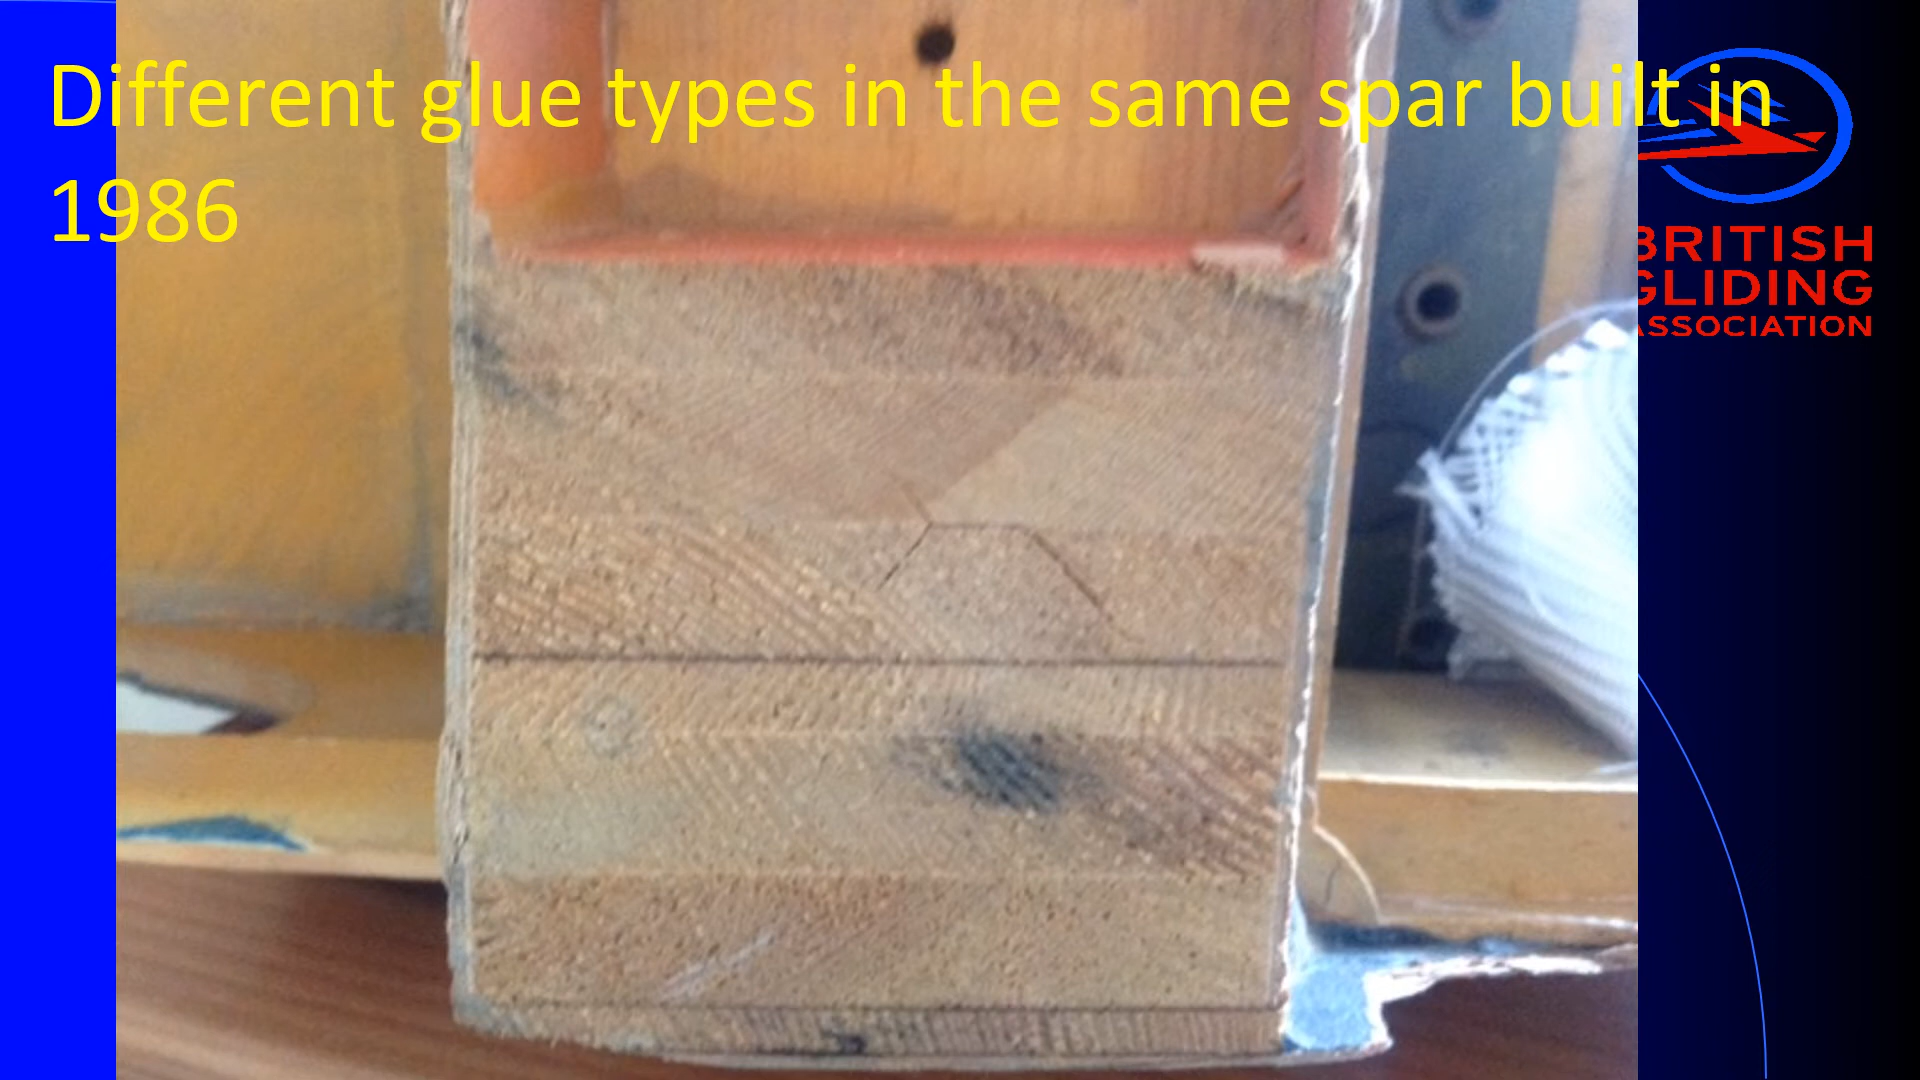 Different glue types in the same spar built in
1986
BRITISH
GLIDING
ASSOCIATION